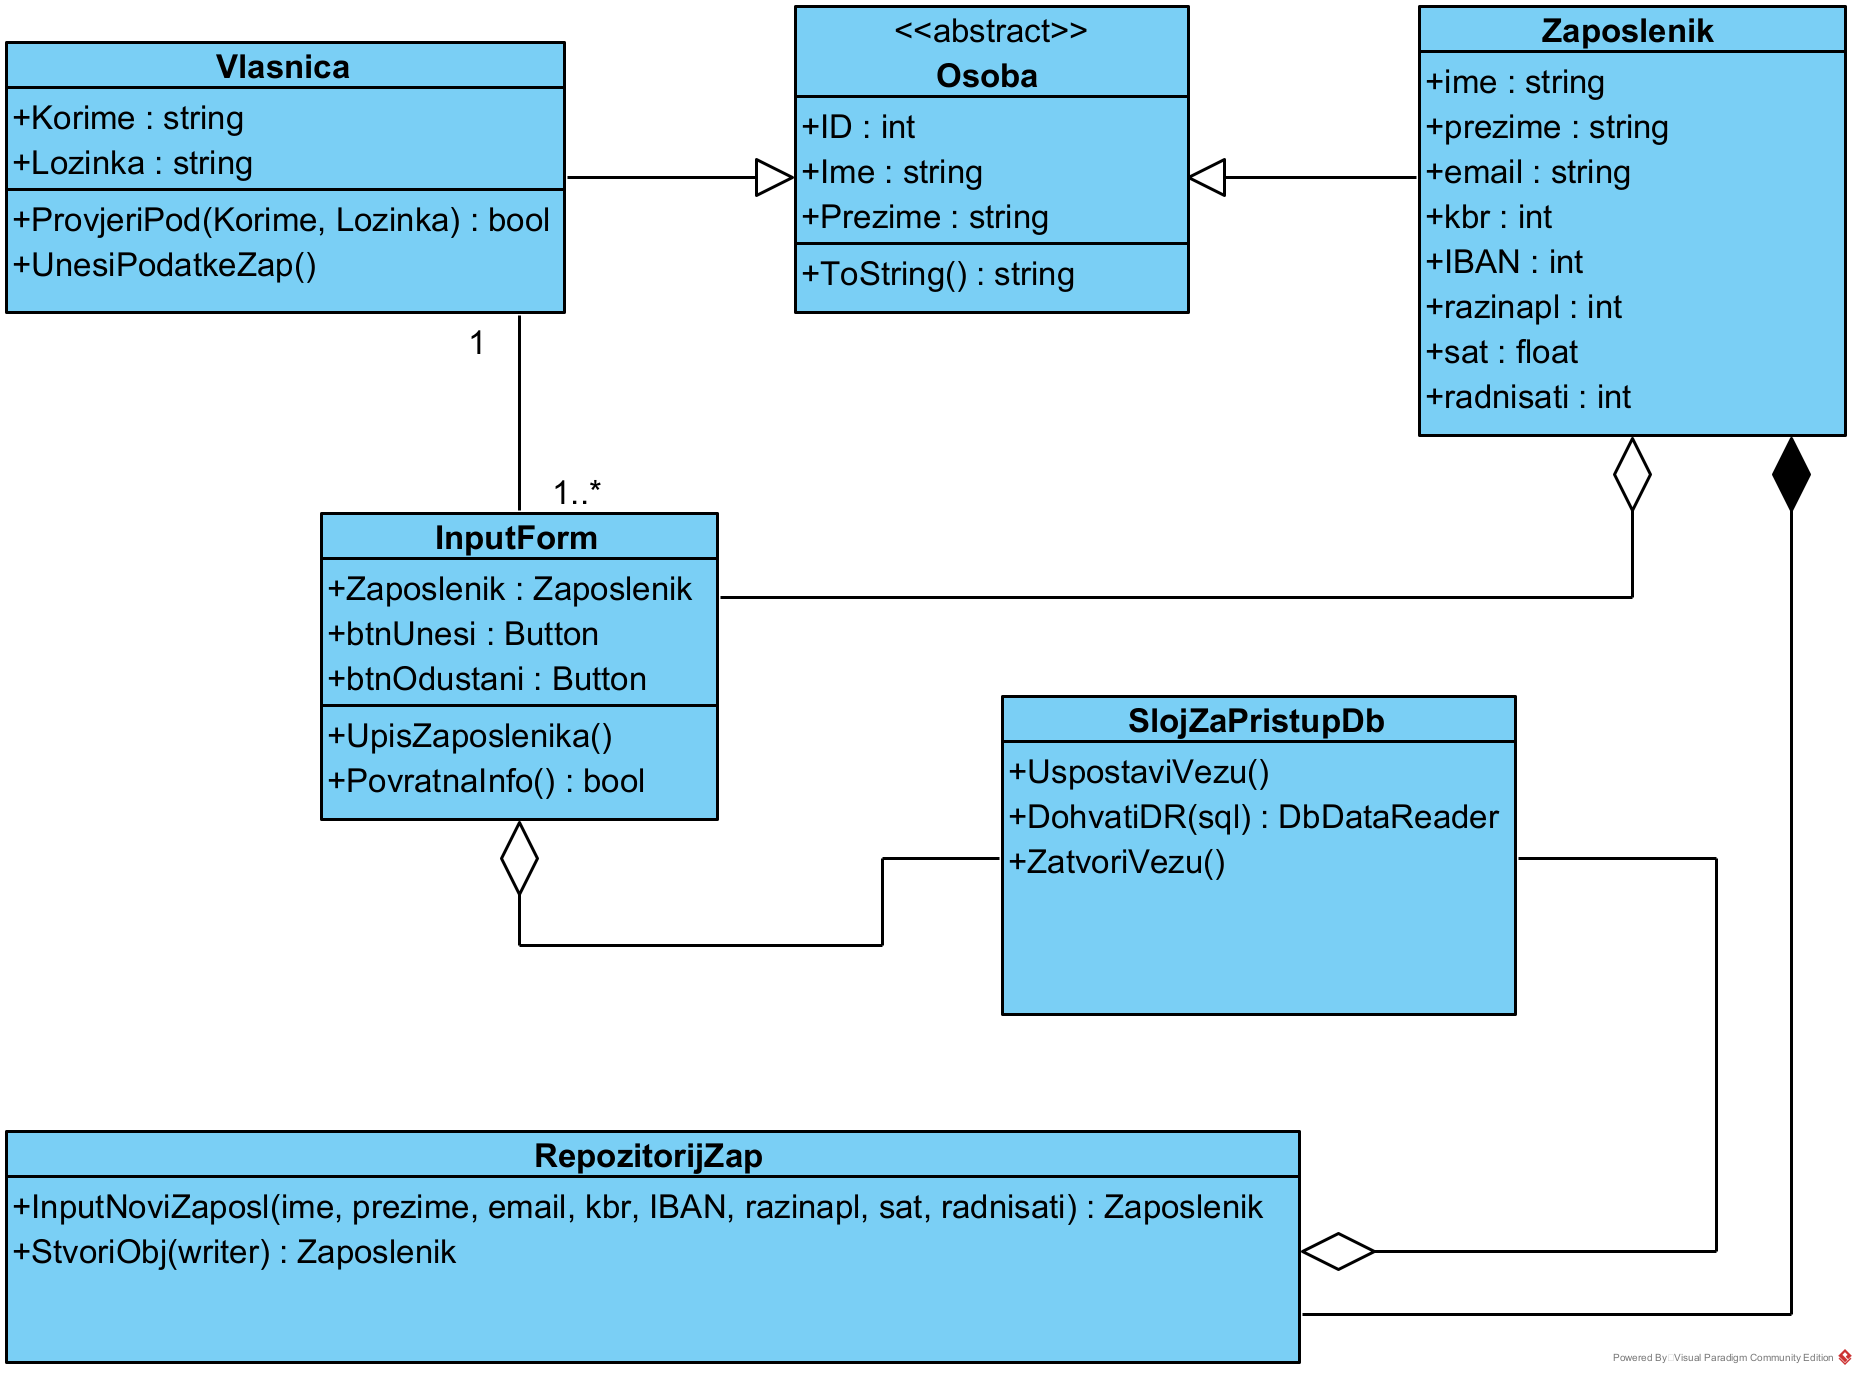 Vlasnica
+Korime : string
+Lozinka : string
+ProvjeriPod(Korime, Lozinka) : bool
+UnesiPodatkeZap()
<<abstract>>
Osoba
+ID : int
+Ime : string
+Prezime : string
+ToString() : string
Zaposlenik
+ime : string
+prezime : string
+email : string
+kbr : int
+IBAN : int
+razinapl : int
+sat : float
+radnisati : int
1
1..*
InputForm
+Zaposlenik : Zaposlenik
+btnUnesi : Button
+btnOdustani : Button
+UpisZaposlenika()
+PovratnaInfo() : bool
SlojZaPristupDb
+UspostaviVezu()
+DohvatiDR(sql) : DbDataReader
+ZatvoriVezu()
RepozitorijZap
+InputNoviZaposl(ime, prezime, email, kbr, IBAN, razinapl, sat, radnisati) : Zaposlenik
+StvoriObj(writer) : Zaposlenik
Powered By Visual Paradigm Community Edition